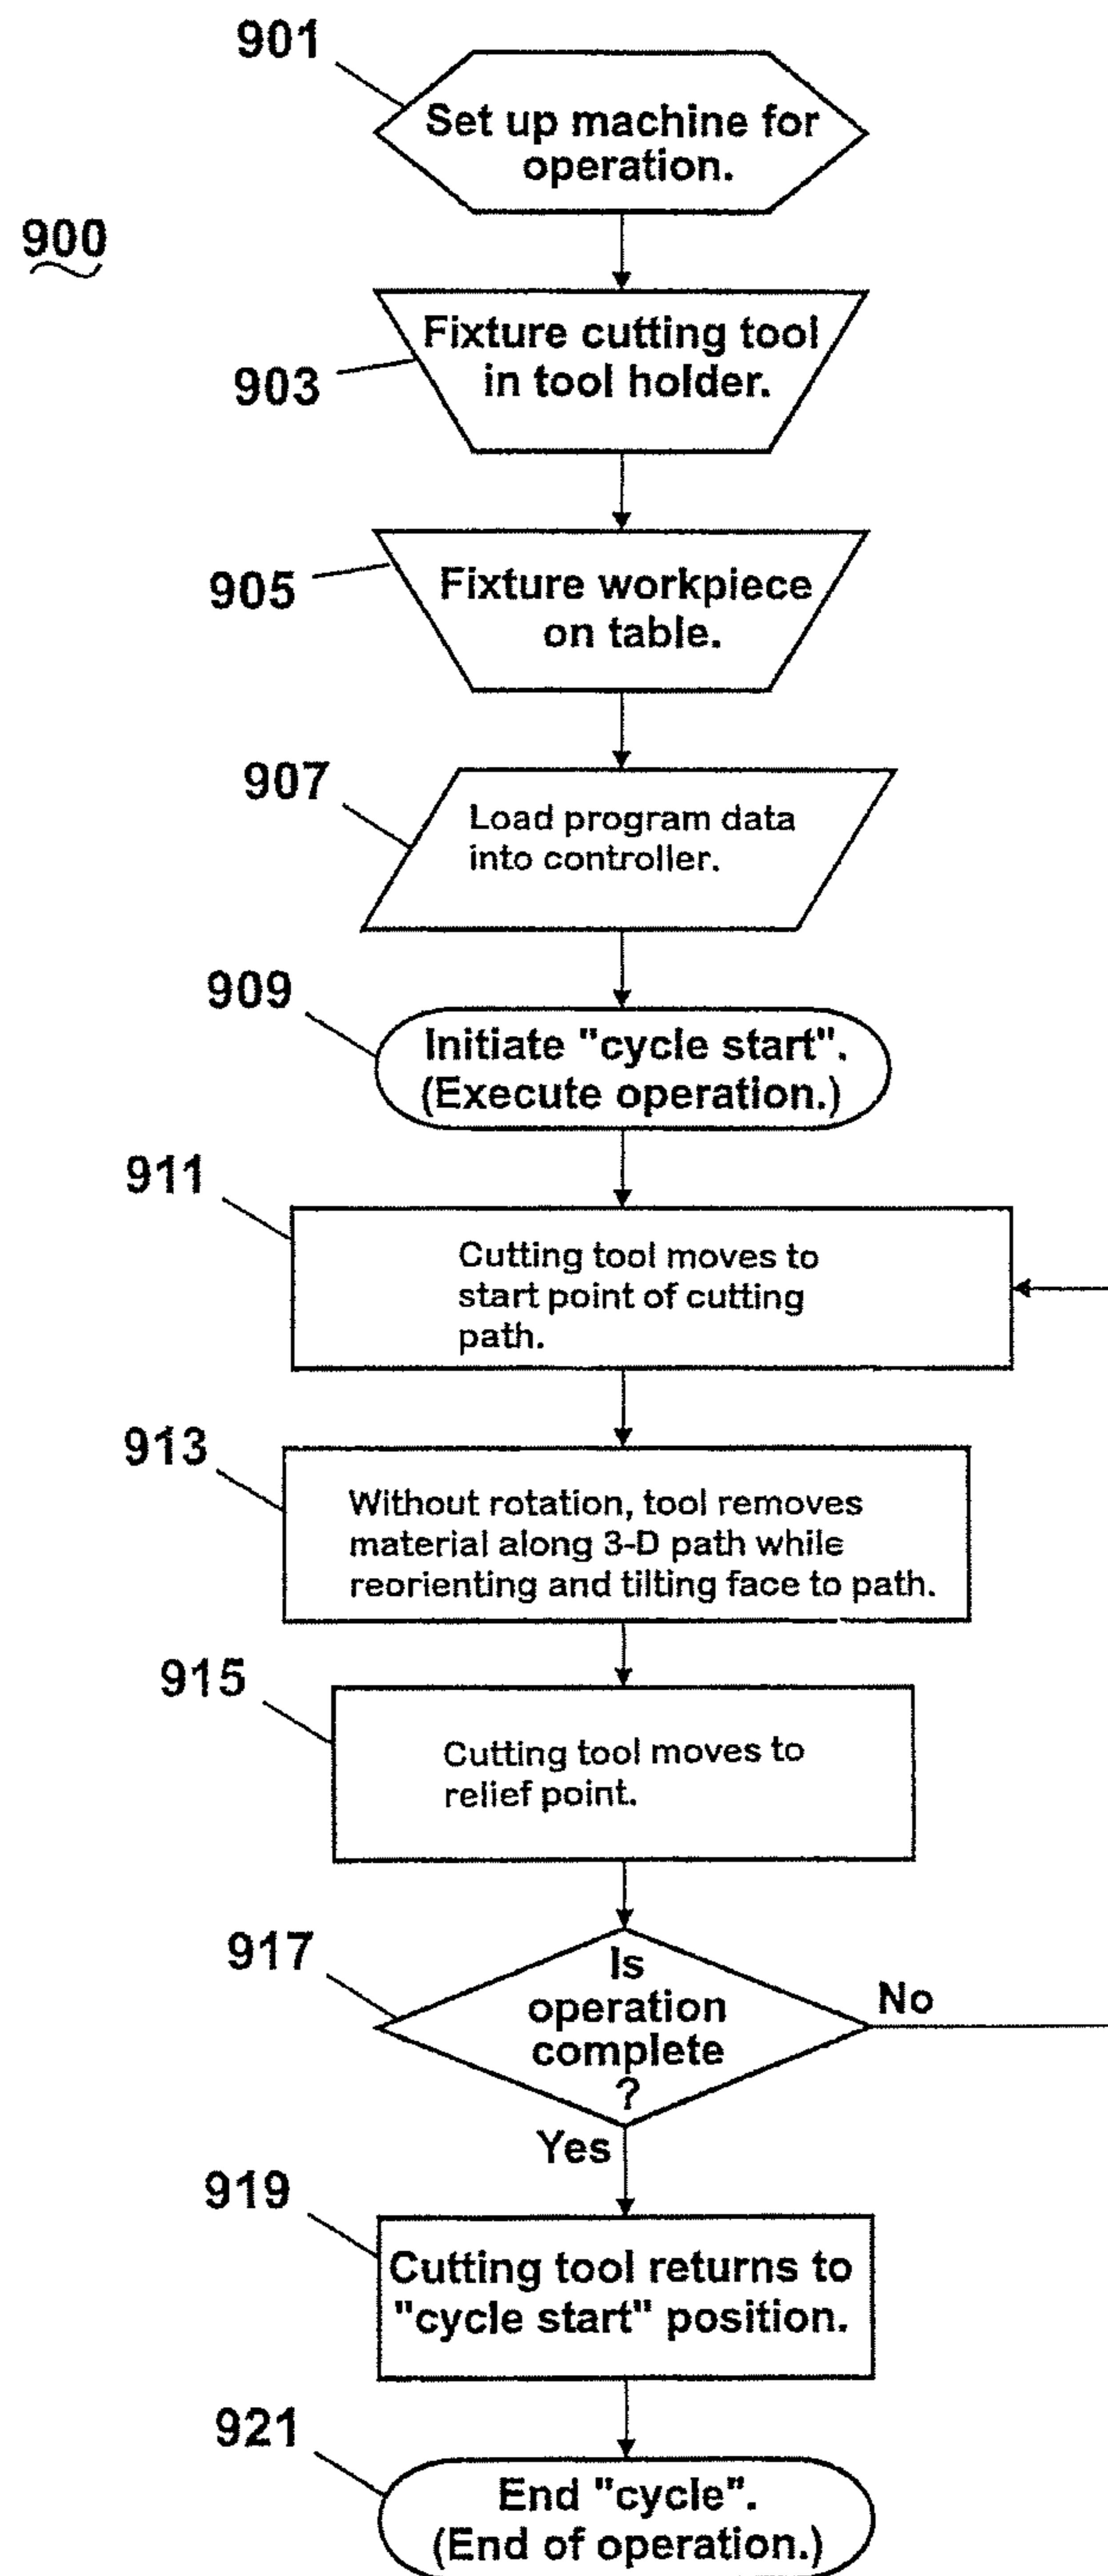 901
Set up machine for
operation.
900
Fixture cutting tool
in tool holder.
903
905
Fixture workpiece
on table.
907
Load program data
into controller.
909
Initiate "cycle start".
(Execute operation.)
911
Cutting tool moves to
start point of cutting
path.
913
Without rotation, tool removes
material along 3-D path while
reorienting and tilting face to path.
915
Cutting tool moves to
relief point.
917
Is
operation
complete
?
No
Yes
919
Cutting tool returns to
"cycle start" position.
921
End "cycle".
(End of operation.)